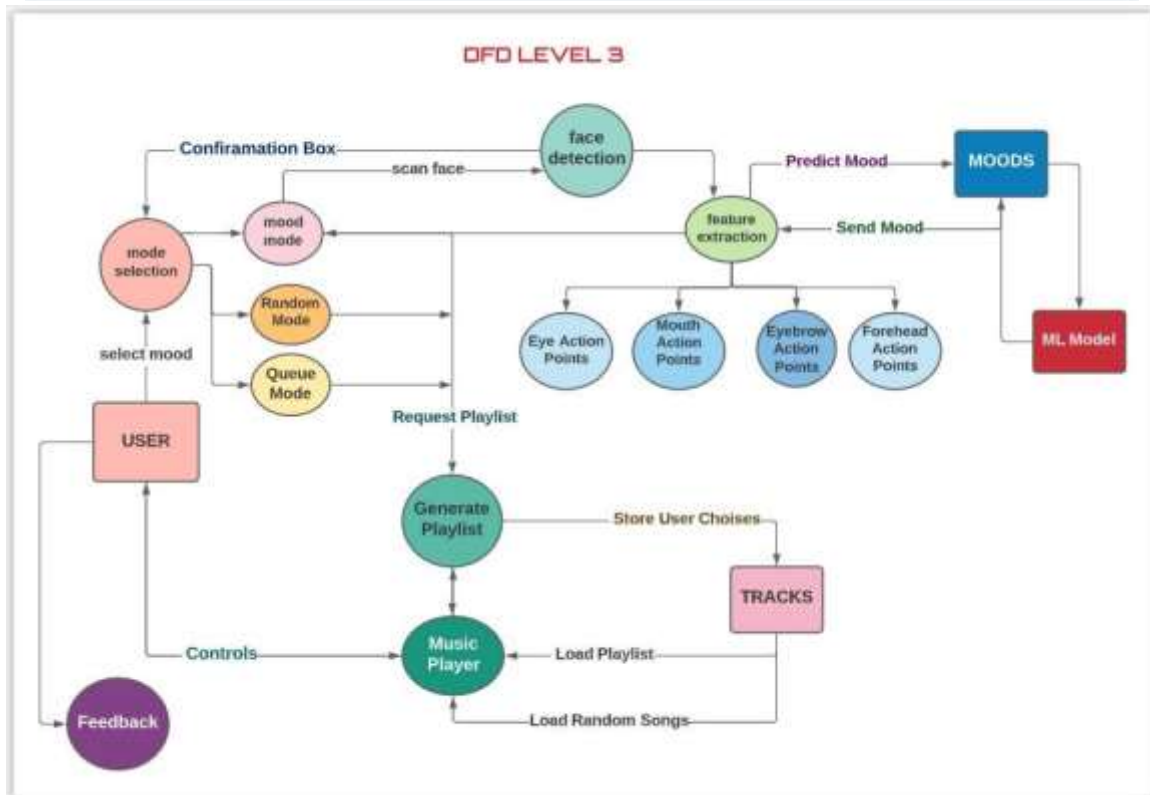 DFD LEVEL 3
face
detection
Confiramation Box
scan face
Predict Mood
MOODS
mood
mode
feature
extraction
Send Mood
mode
selection
Random
Mode
Eye Action
Points
Mouth
Action
Points
Eyebrow
Action
Points
Forehead
Action
Points
ML Model
select mood
Queue
Mode
Request Playlist
USER
Generate
Playlist
Store User Choises
TRACKS
Music
Player
Controls
Load Playlist
Feedback
Load Random Songs